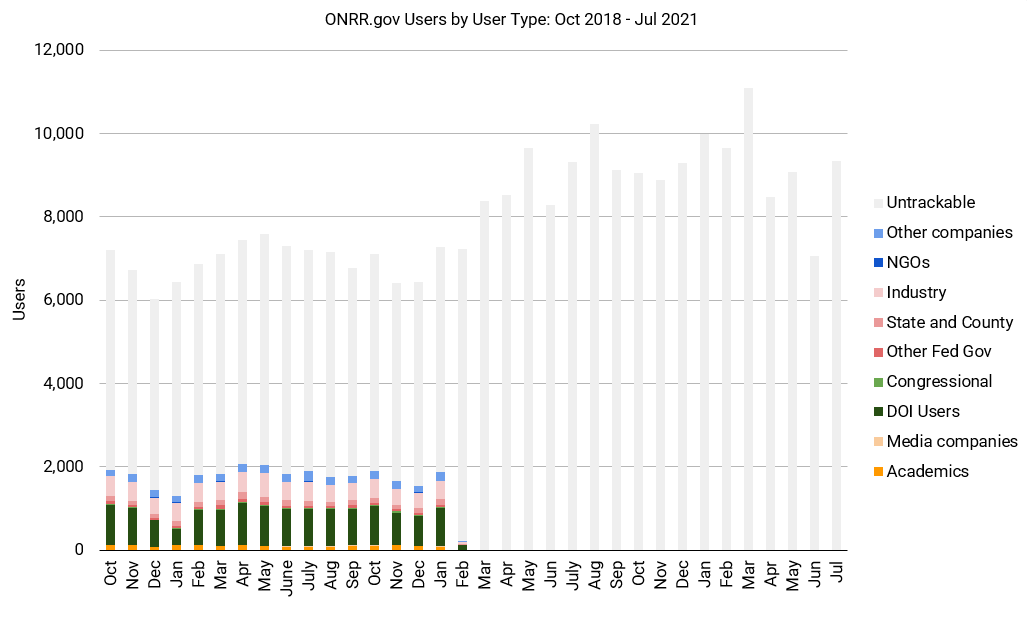 ONRR.gov Users by User Type: Oct 2018 - Jul 2021
12,000
10,000
8,000
6,000
4,000
2,000
0
Users
Oct Nov Dec Jan Feb Mar Apr May June July Aug Sep Oct Nov Dec Jan Feb Mar Apr May Jun July Aug Sep Oct Nov Dec Jan Feb Mar Apr May Jun Jul
Untrackable
Other companies
NGOs
Industry
State and County
Other Fed Gov
Congressional
DOI Users
Media companies
Academics